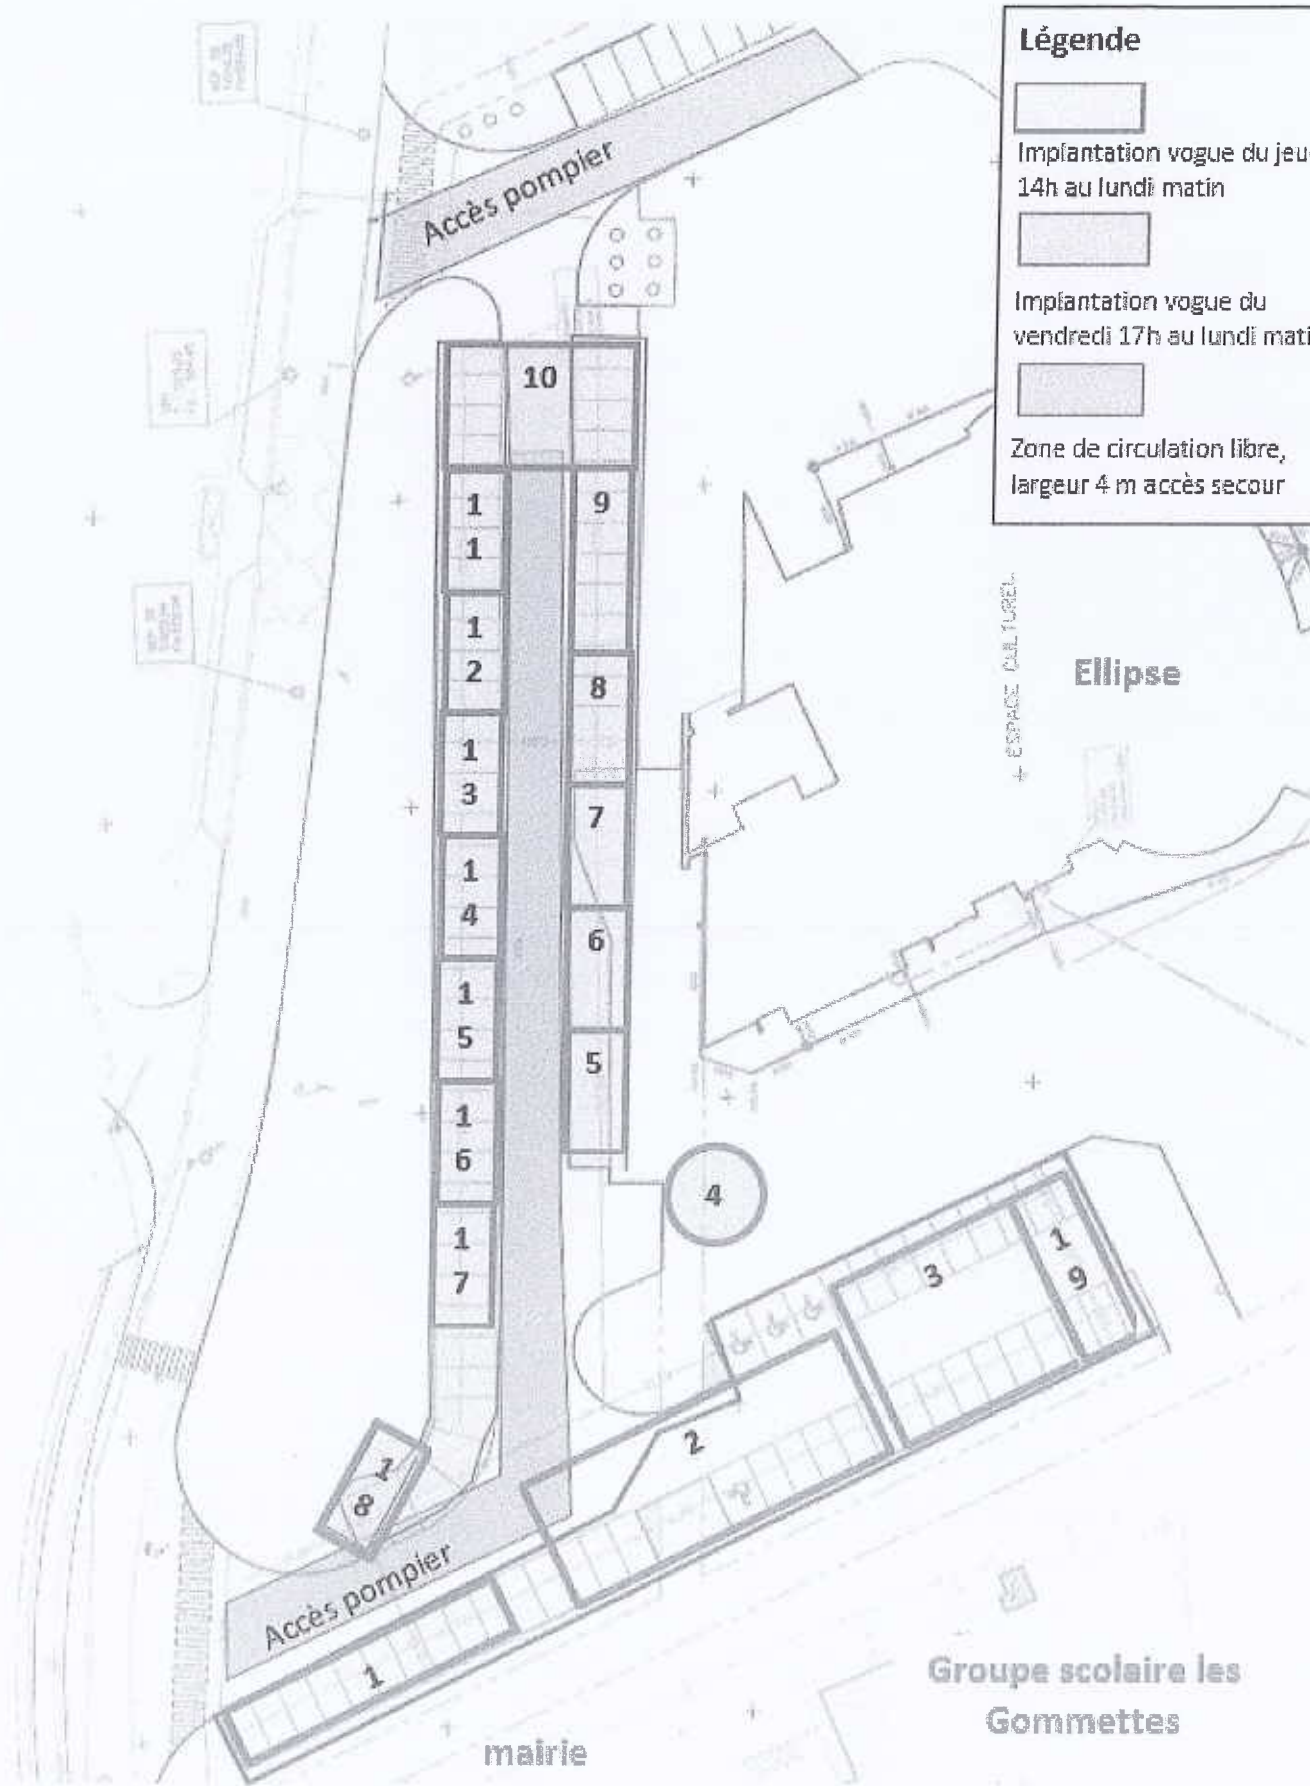 Légende
Implantation vogue du jeu
14h au lundi matin
Implantation vogue du
vendredi 17h au lundi mati
Zone de circulation libre,
largeur 4 m accès secour
Accès pompier
10
1
1
9
1
2
8
1
3
7
1
4
6
1
5
5
1
6
4
1
7
3
1
9
2
1
8
Accès pompier
1
ESPACE CULTUREL
Ellipse
Groupe scolaire les
Gommettes
mairie